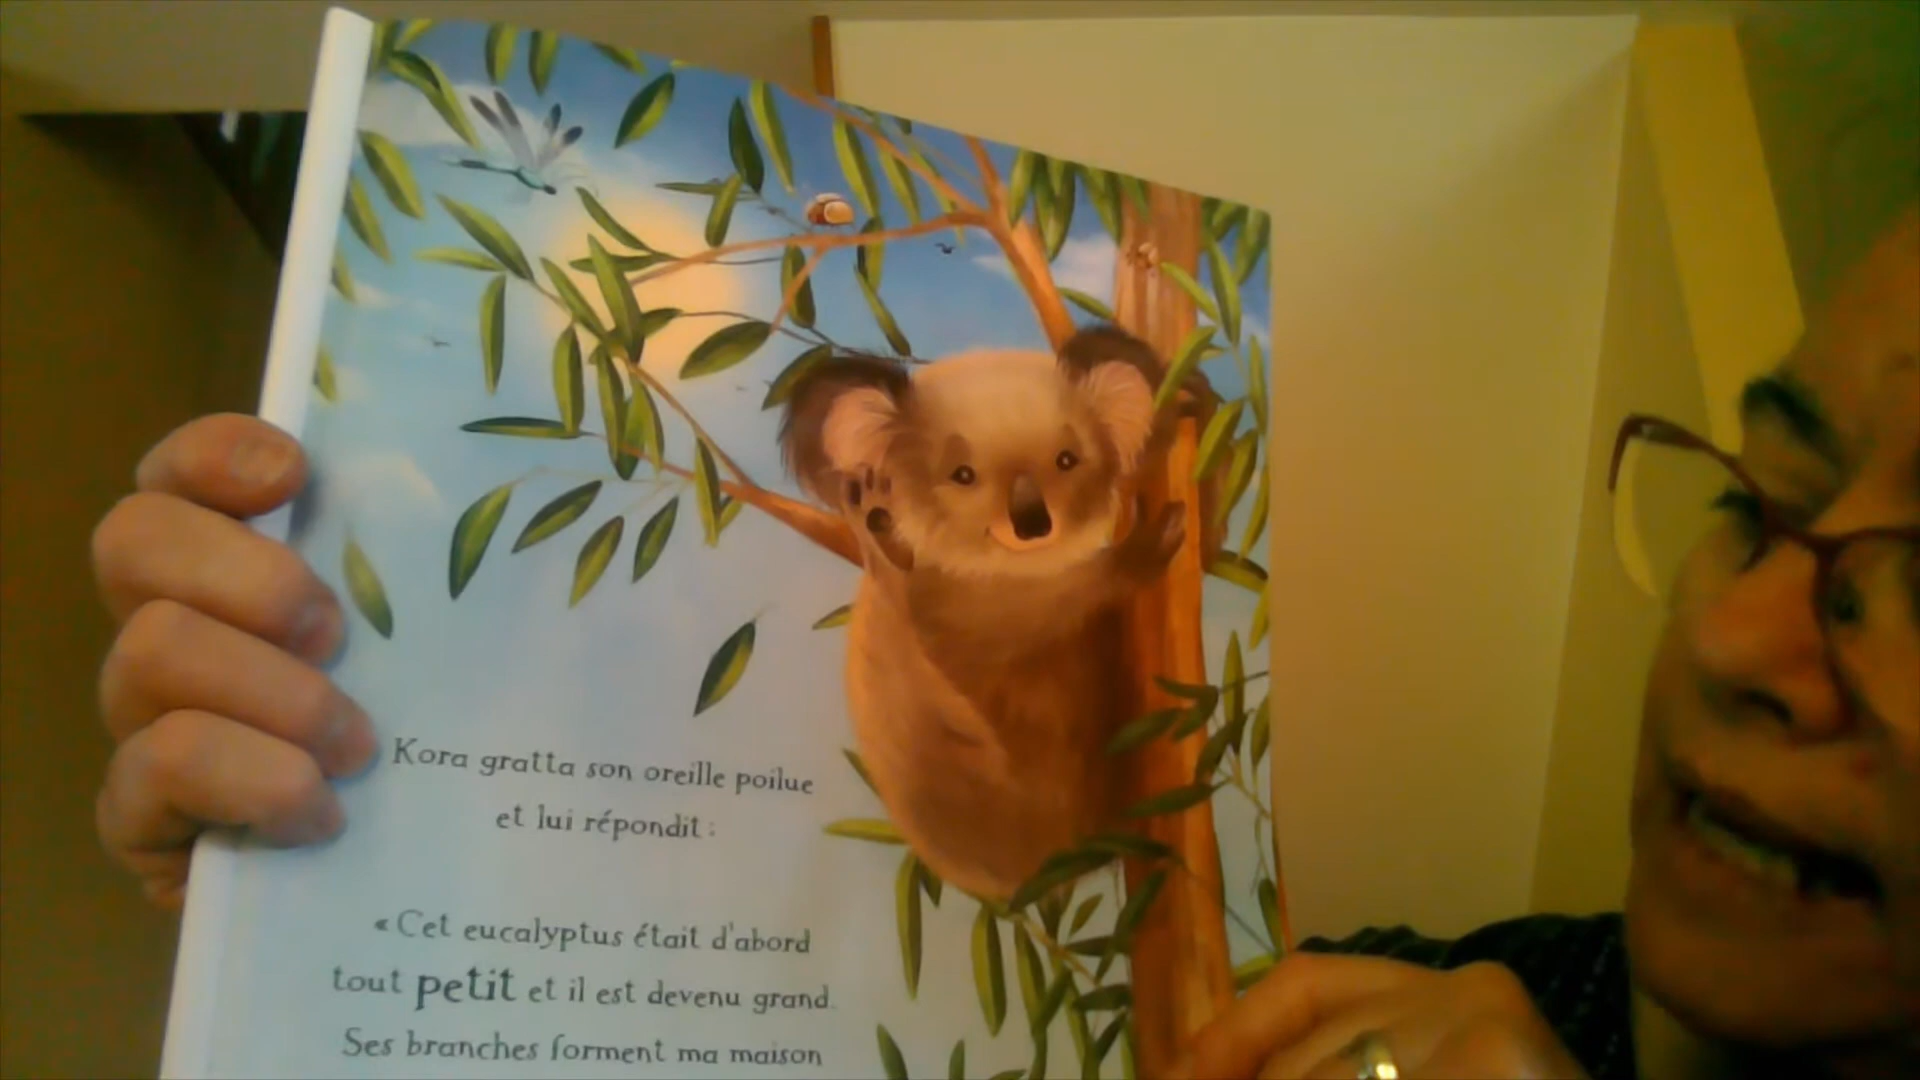 Kora gratta son oreille poilue
et lui répondit :
« Cet eucalyptus était d'abord
tout petit et il est devenu grand.
Ses branches forment ma maison